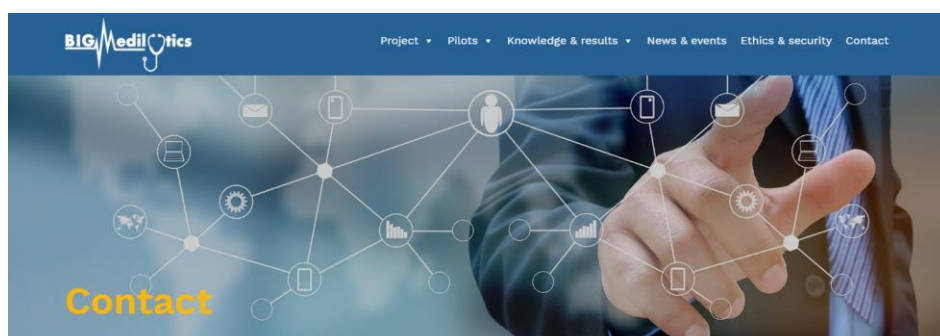 BIGMedilytics
Project Pilots Knowledge & results News & events Ethics & security Contact
Contact